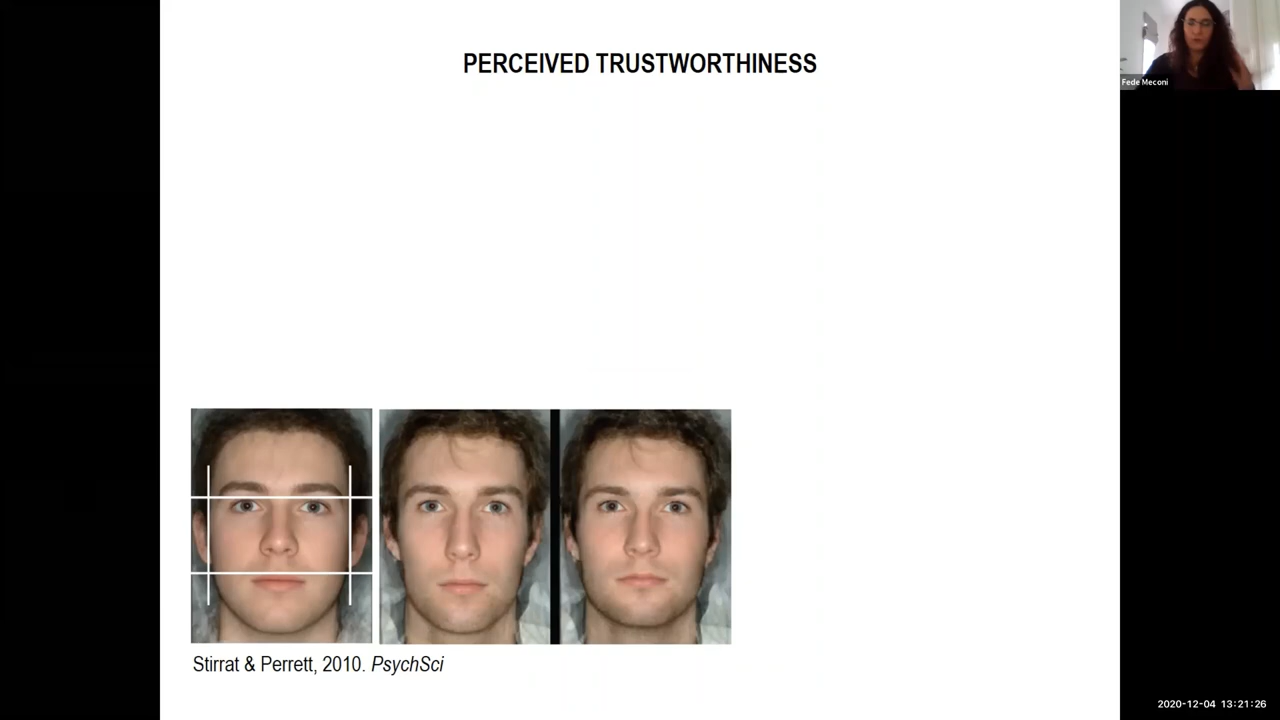 PERCEIVED TRUSTWORTHINESS
Fede Meconi
Stirrat & Perrett, 2010. PsychSci
2020-12-04 13:21:26